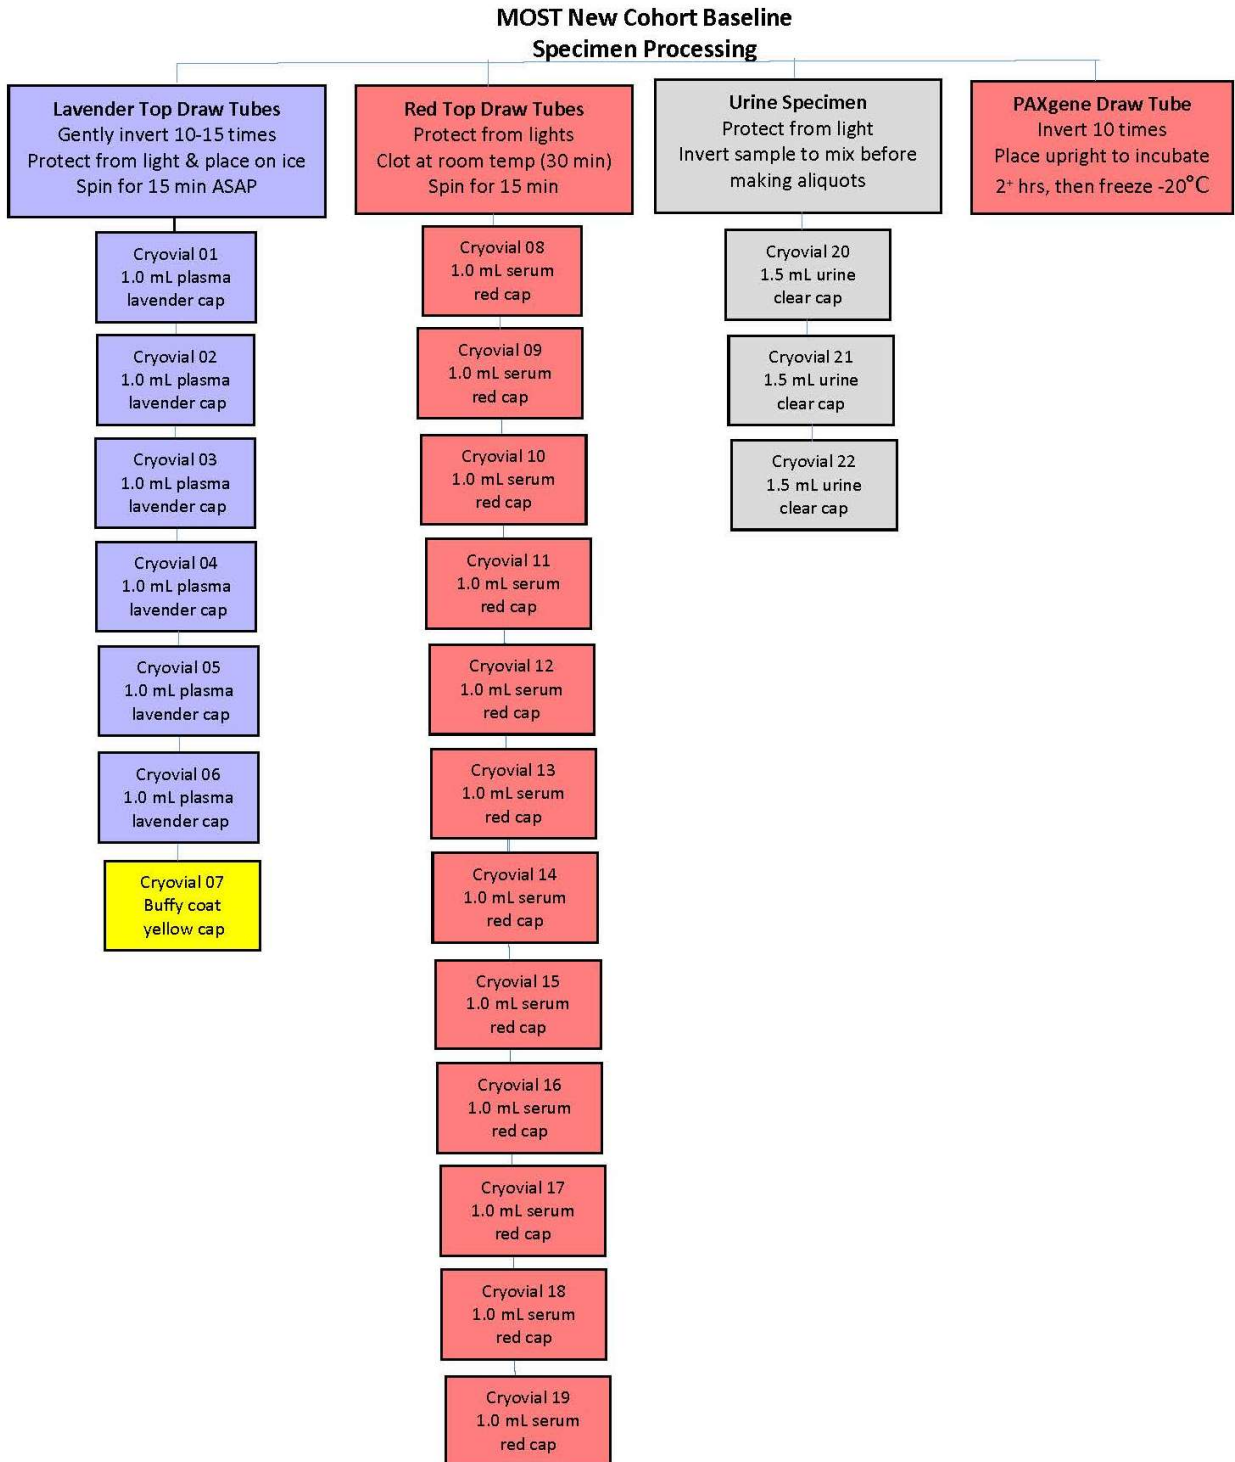 MOST New Cohort Baseline
Specimen Processing
Lavender Top Draw Tubes
Gently invert 10-15 times
Protect from light & place on ice
Spin for 15 min ASAP
Cryovial 01
1.0 mL plasma
lavender cap
Cryovial 02
1.0 mL plasma
lavender cap
Cryovial 03
1.0 mL plasma
lavender cap
Cryovial 04
1.0 mL plasma
lavender cap
Cryovial 05
1.0 mL plasma
lavender cap
Cryovial 06
1.0 mL plasma
lavender cap
Cryovial 07
Buffy coat
yellow cap
Red Top Draw Tubes
Protect from lights
Clot at room temp (30 min)
Spin for 15 min
Cryovial 08
1.0 mL serum
red cap
Cryovial 09
1.0 mL serum
red cap
Cryovial 10
1.0 mL serum
red cap
Cryovial 11
1.0 mL serum
red cap
Cryovial 12
1.0 mL serum
red cap
Cryovial 13
1.0 mL serum
red cap
Cryovial 14
1.0 mL serum
red cap
Cryovial 15
1.0 mL serum
red cap
Cryovial 16
1.0 mL serum
red cap
Cryovial 17
1.0 mL serum
red cap
Cryovial 18
1.0 mL serum
red cap
Cryovial 19
1.0 mL serum
red cap
Urine Specimen
Protect from light
Invert sample to mix before
making aliquots
Cryovial 20
1.5 mL urine
clear cap
Cryovial 21
1.5 mL urine
clear cap
Cryovial 22
1.5 mL urine
clear cap
PAXgene Draw Tube
Invert 10 times
Place upright to incubate
2⁺ hrs, then freeze -20°C